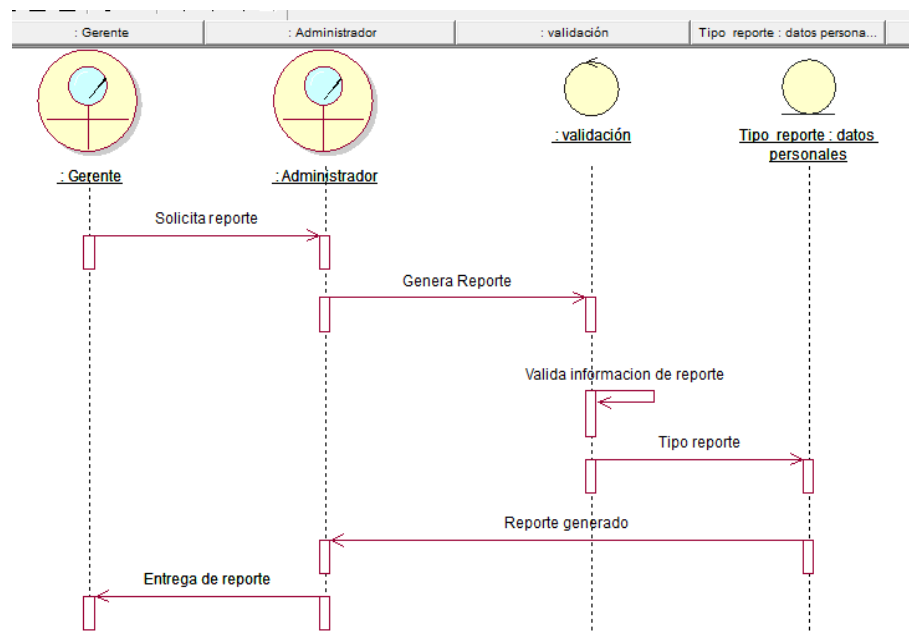 : Gerente
: Administrador
: validación
Tipo reporte : datos persona...
: Gerente
: Administrador
: validación
Tipo reporte : datos
personales
Solicita reporte
Genera Reporte
Valida informacion de reporte
Tipo reporte
Reporte generado
Entrega de reporte